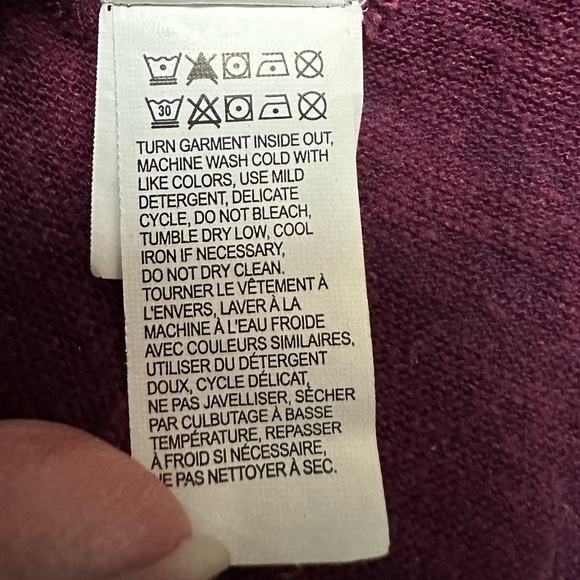 30
TURN GARMENT INSIDE OUT,
MACHINE WASH COLD WITH
LIKE COLORS, USE MILD
DETERGENT, DELICATE
CYCLE, DO NOT BLEACH,
TUMBLE DRY LOW, COOL
IRON IF NECESSARY,
DO NOT DRY CLEAN.
TOURNER LE VÊTEMENT À
L'ENVERS, LAVER À LA
MACHINE À L'EAU FROIDE
AVEC COULEURS SIMILAIRES,
UTILISER DU DÉTERGENT
DOUX, CYCLE DÉLICAT,
NE PAS JAVELLISER, SÉCHER
PAR CULBUTAGE À BASSE
TEMPÉRATURE, REPASSER
À FROID SI NÉCESSAIRE,
NE PAS NETTOYER À SEC.